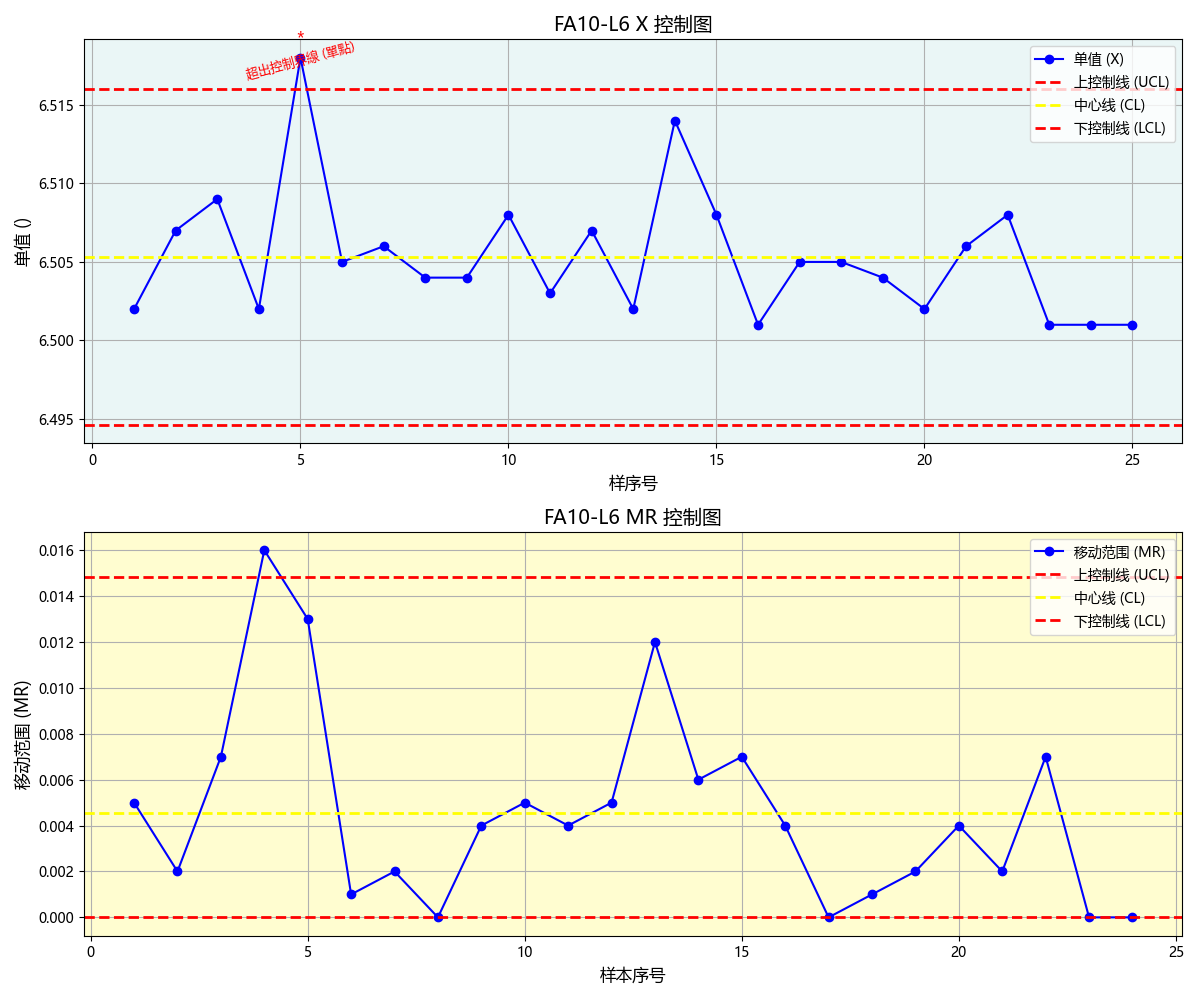 FA10-L6 X 控制图
*
超出控制界線 (單點)
单值 (X)
上控制线 (UCL)
中心线 (CL)
下控制线 (LCL)
单值 ()
6.515
6.510
6.505
6.500
6.495
0 5 10 15 20 25
样序号
FA10-L6 MR 控制图
移动范围 (MR)
上控制线 (UCL)
中心线 (CL)
下控制线 (LCL)
移动范围 (MR)
0.016
0.014
0.012
0.010
0.008
0.006
0.004
0.002
0.000
0 5 10 15 20 25
样本序号